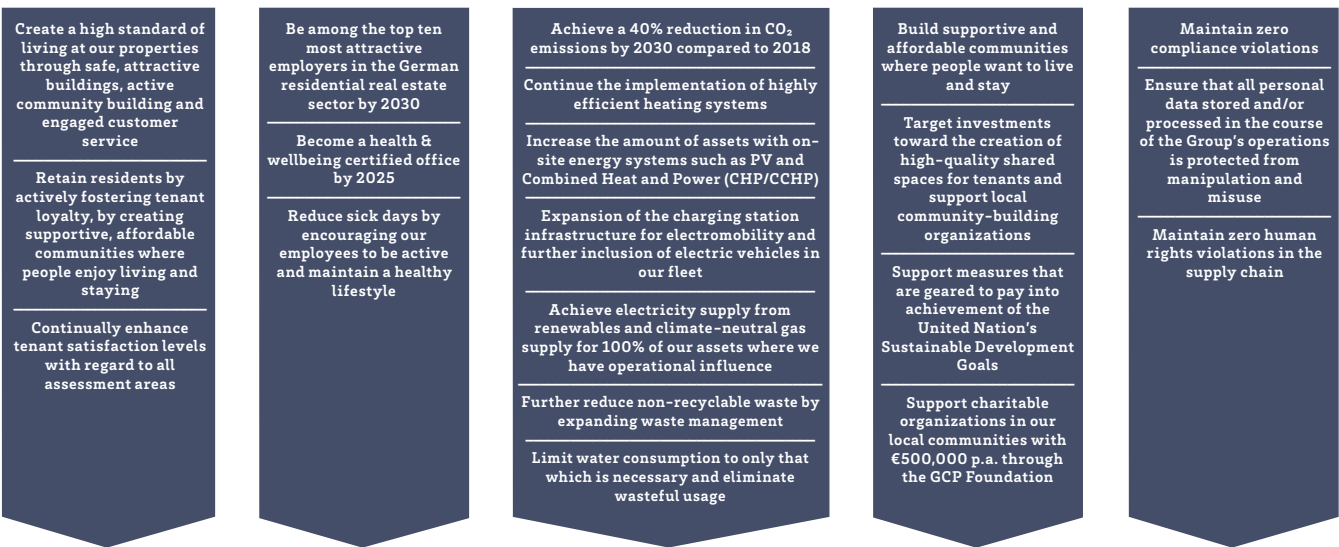 Create a high standard of
living at our properties
through safe, attractive
buildings, active
community building and
engaged customer
service
Retain residents by
actively fostering tenant
loyalty, by creating
supportive, affordable
communities where
people enjoy living and
staying
Continually enhance
tenant satisfaction levels
with regard to all
assessment areas
Be among the top ten
most attractive
employers in the German
residential real estate
sector by 2030
Become a health &
wellbeing certified office
by 2025
Reduce sick days by
encouraging our
employees to be active
and maintain a healthy
lifestyle
Achieve a 40% reduction in CO₂
emissions by 2030 compared to 2018
Continue the implementation of highly
efficient heating systems
Increase the amount of assets with on-
site energy systems such as PV and
Combined Heat and Power (CHP/CCHP)
Expansion of the charging station
infrastructure for electromobility and
further inclusion of electric vehicles in
our fleet
Achieve electricity supply from
renewables and climate-neutral gas
supply for 100% of our assets where we
have operational influence
Further reduce non-recyclable waste by
expanding waste management
Limit water consumption to only that
which is necessary and eliminate
wasteful usage
Build supportive and
affordable communities
where people want to live
and stay
Target investments
toward the creation of
high-quality shared
spaces for tenants and
support local
community-building
organizations
Support measures that
are geared to pay into
achievement of the
United Nation's
Sustainable Development
Goals
Support charitable
organizations in our
local communities with
€500,000 p.a. through
the GCP Foundation
Maintain zero
compliance violations
Ensure that all personal
data stored and/or
processed in the course
of the Group's operations
is protected from
manipulation and
misuse
Maintain zero human
rights violations in the
supply chain